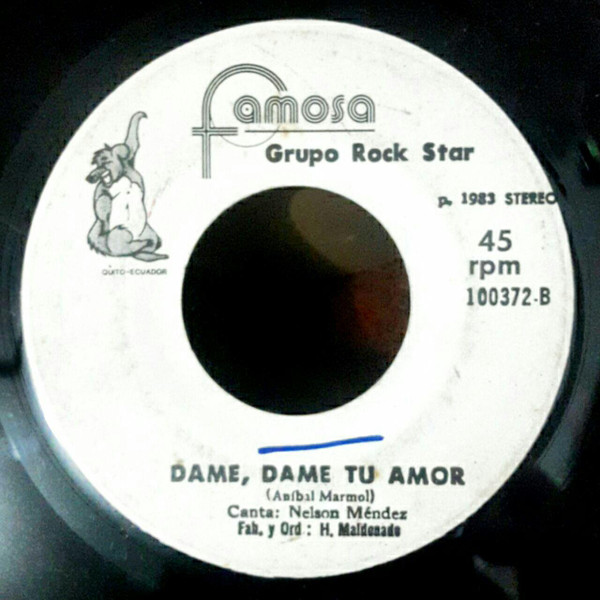 famosa
Grupo Rock Star
p. 1983 STEREO
45
rpm
100372-B
QUITO-ECUADOR
DAME, DAME TU AMOR
(Aníbal Marmol)
Canta: Nelson Méndez
Fab. y Ord : H. Maldonado